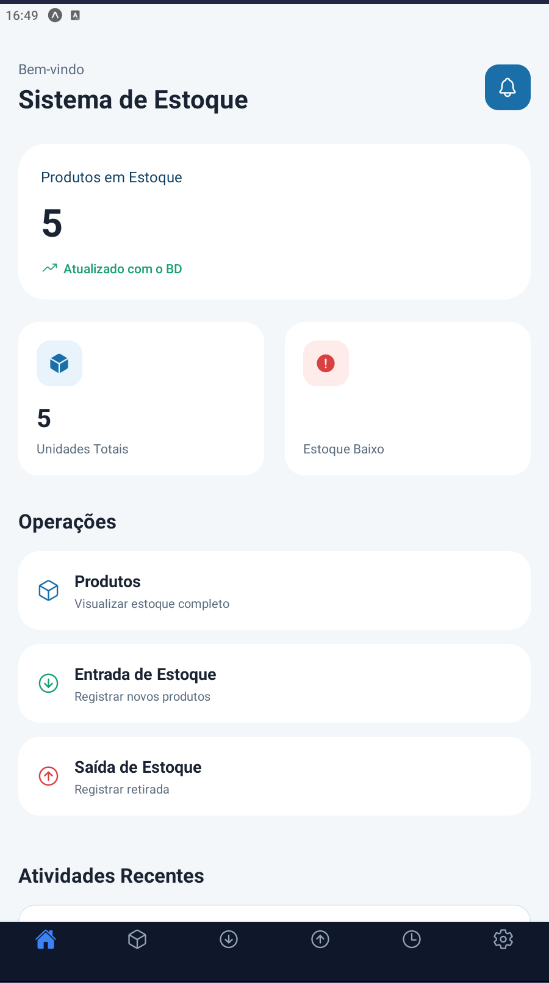 16:49
Bem-vindo
Sistema de Estoque
Produtos em Estoque
5
Atualizado com o BD
5
Unidades Totais
Estoque Baixo
Operações
Produtos
Visualizar estoque completo
Entrada de Estoque
Registrar novos produtos
Saída de Estoque
Registrar retirada
Atividades Recentes